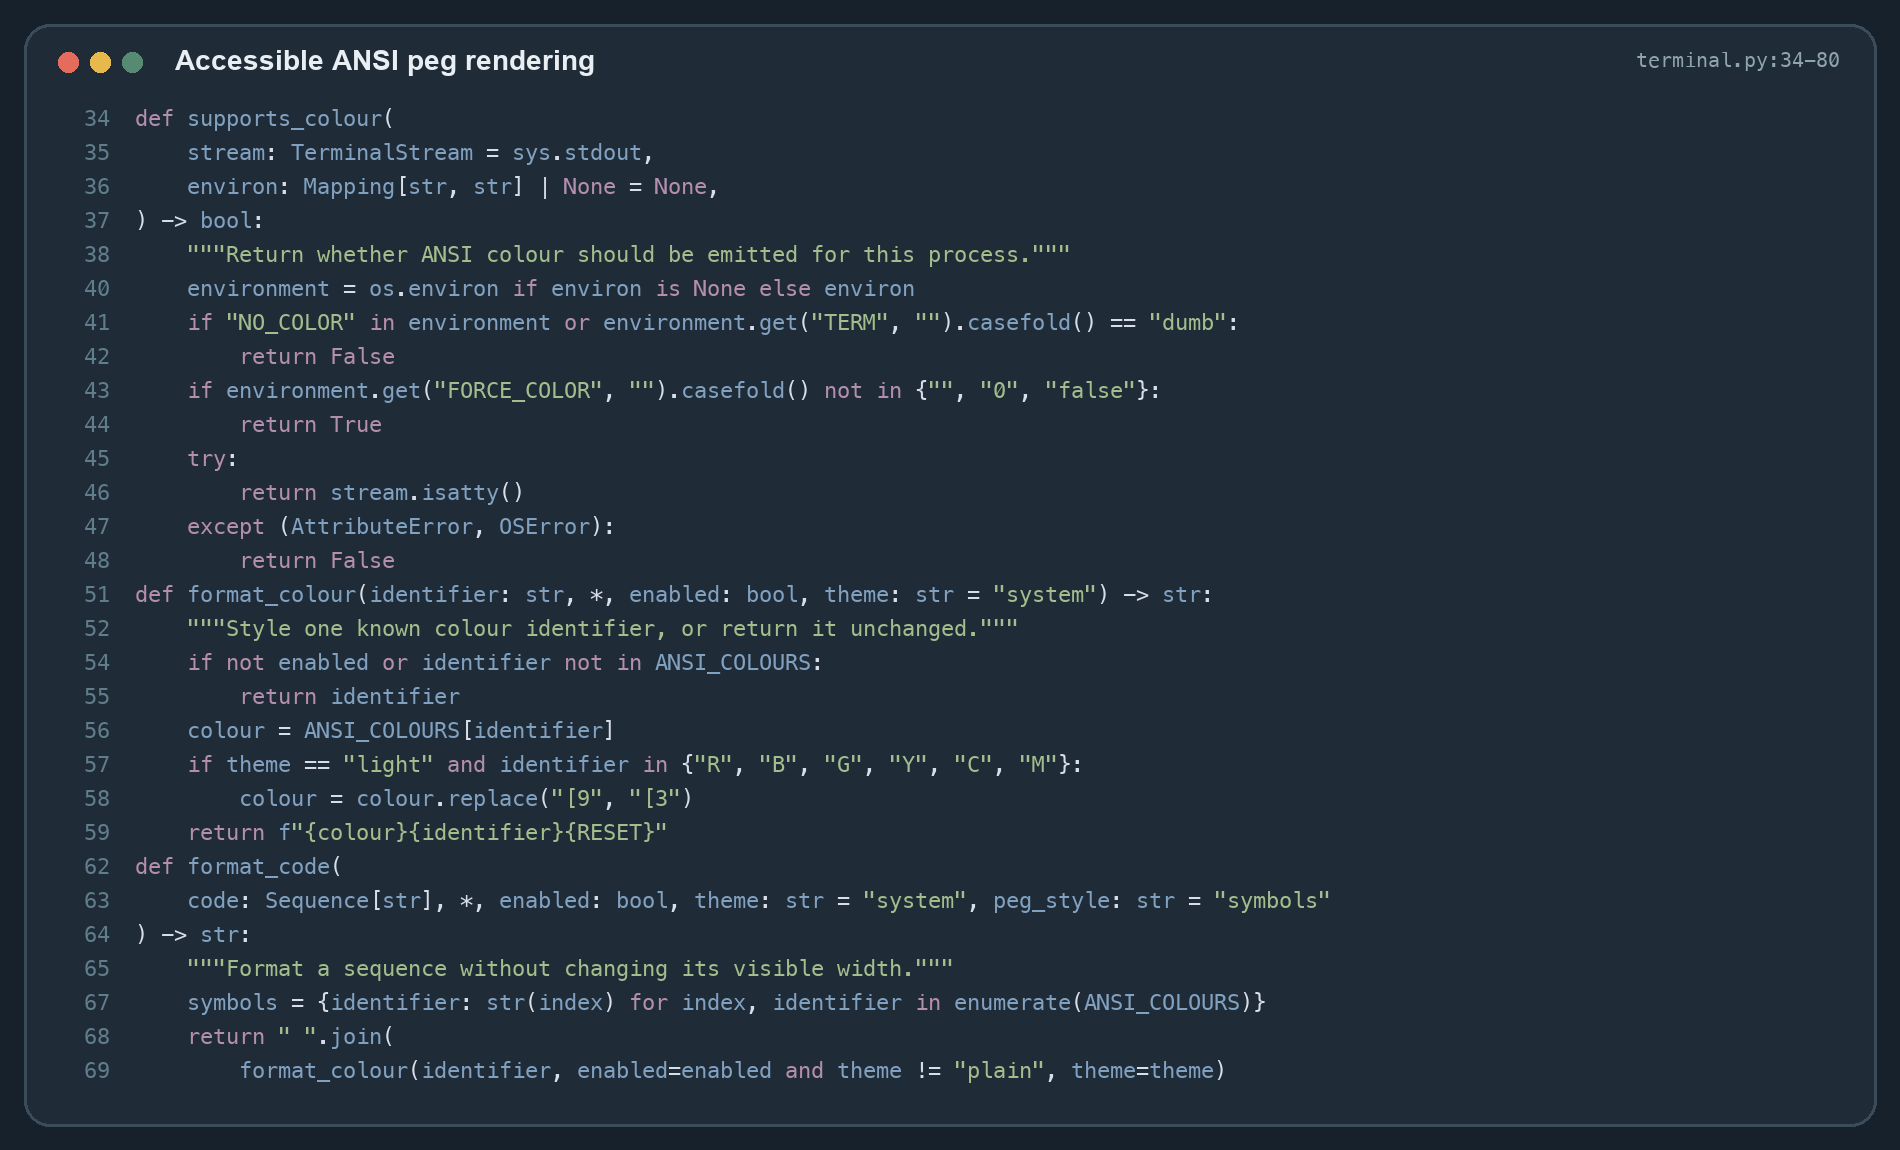 Accessible ANSI peg rendering
terminal.py:34–80
34 def supports_colour(
35     stream: TerminalStream = sys.stdout,
36     environ: Mapping[str, str] | None = None,
37 ) -> bool:
38     """Return whether ANSI colour should be emitted for this process."""
40     environment = os.environ if environ is None else environ
41     if "NO_COLOR" in environment or environment.get("TERM", "").casefold() == "dumb":
42         return False
43     if environment.get("FORCE_COLOR", "").casefold() not in {"", "0", "false"}:
44         return True
45     try:
46         return stream.isatty()
47     except (AttributeError, OSError):
48         return False
51 def format_colour(identifier: str, *, enabled: bool, theme: str = "system") -> str:
52     """Style one known colour identifier, or return it unchanged."""
54     if not enabled or identifier not in ANSI_COLOURS:
55         return identifier
56     colour = ANSI_COLOURS[identifier]
57     if theme == "light" and identifier in {"R", "B", "G", "Y", "C", "M"}:
58         colour = colour.replace("[9", "[3")
59     return f"{colour}{identifier}{RESET}"
62 def format_code(
63     code: Sequence[str], *, enabled: bool, theme: str = "system", peg_style: str = "symbols"
64 ) -> str:
65     """Format a sequence without changing its visible width."""
67     symbols = {identifier: str(index) for index, identifier in enumerate(ANSI_COLOURS)}
68     return " ".join(
69         format_colour(identifier, enabled=enabled and theme != "plain", theme=theme)